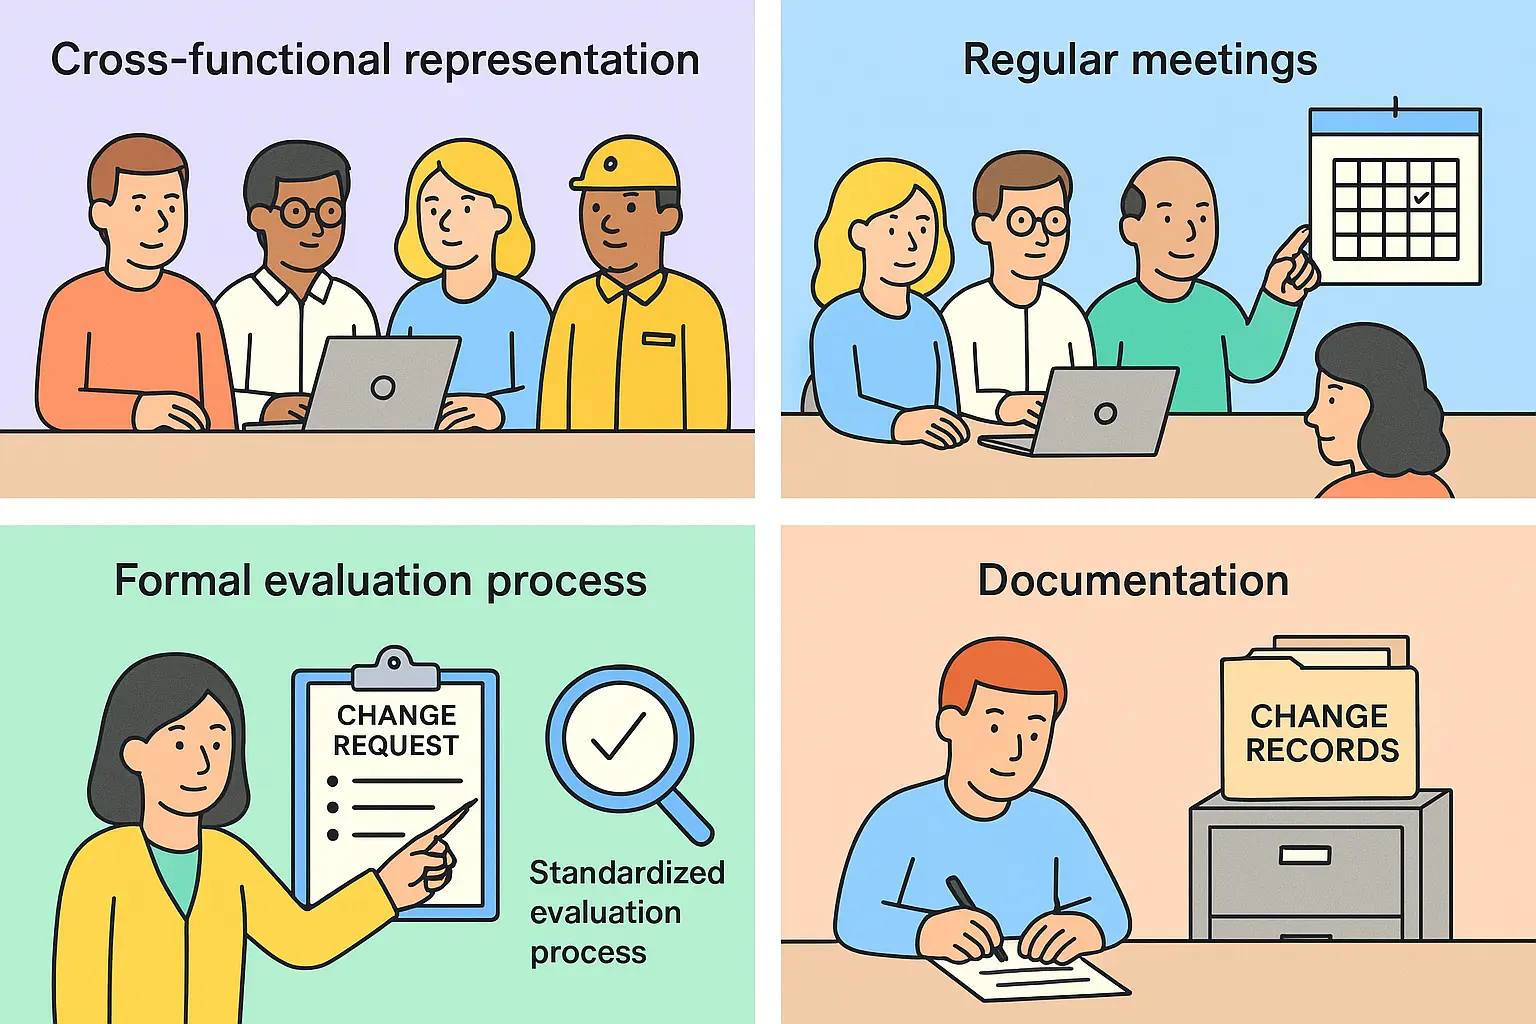 Cross-functional representation
Regular meetings
Formal evaluation process
CHANGE
REQUEST
Standardized
evaluation
process
Documentation
CHANGE
RECORDS